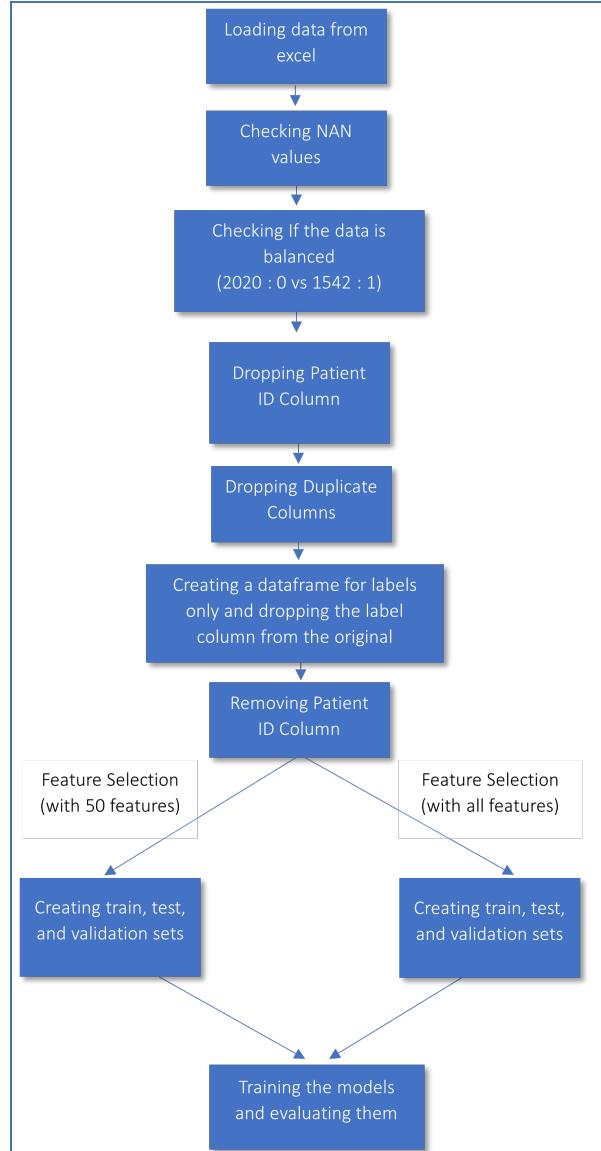 Loading data from
excel
Checking NAN
values
Checking If the data is
balanced
(2020 : 0 vs 1542 : 1)
Dropping Patient
ID Column
Dropping Duplicate
Columns
Creating a dataframe for labels
only and dropping the label
column from the original
Removing Patient
ID Column
Feature Selection
(with 50 features)
Feature Selection
(with all features)
Creating train, test,
and validation sets
Creating train, test,
and validation sets
Training the models
and evaluating them